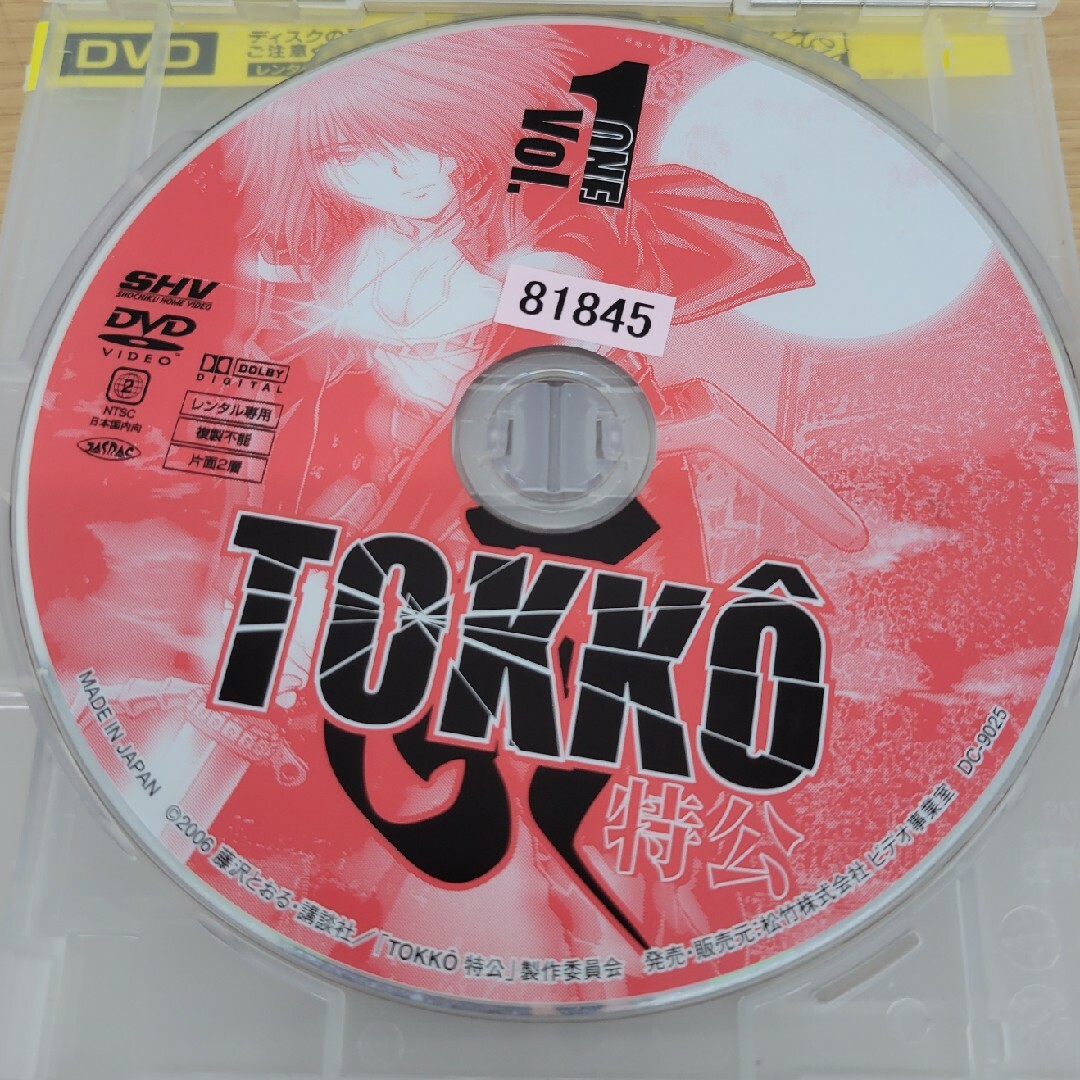 DVD
ディスクの
ご注意く
レンタ
1
ONE
Vol.
81845
SHV
SHOCHIKU HOME VIDEO
DVD
VIDEO™
DOLBY
DIGITAL
2
NTSC
日本国内向
レンタル専用
複製不能
片面2層
TOKKÔ
特公
MADE IN JAPAN
©2006 藤沢とおる・講談社/「TOKKÔ 特公」製作委員会
発売・販売元:松竹株式会社 ビデオ事業室
DC-9025